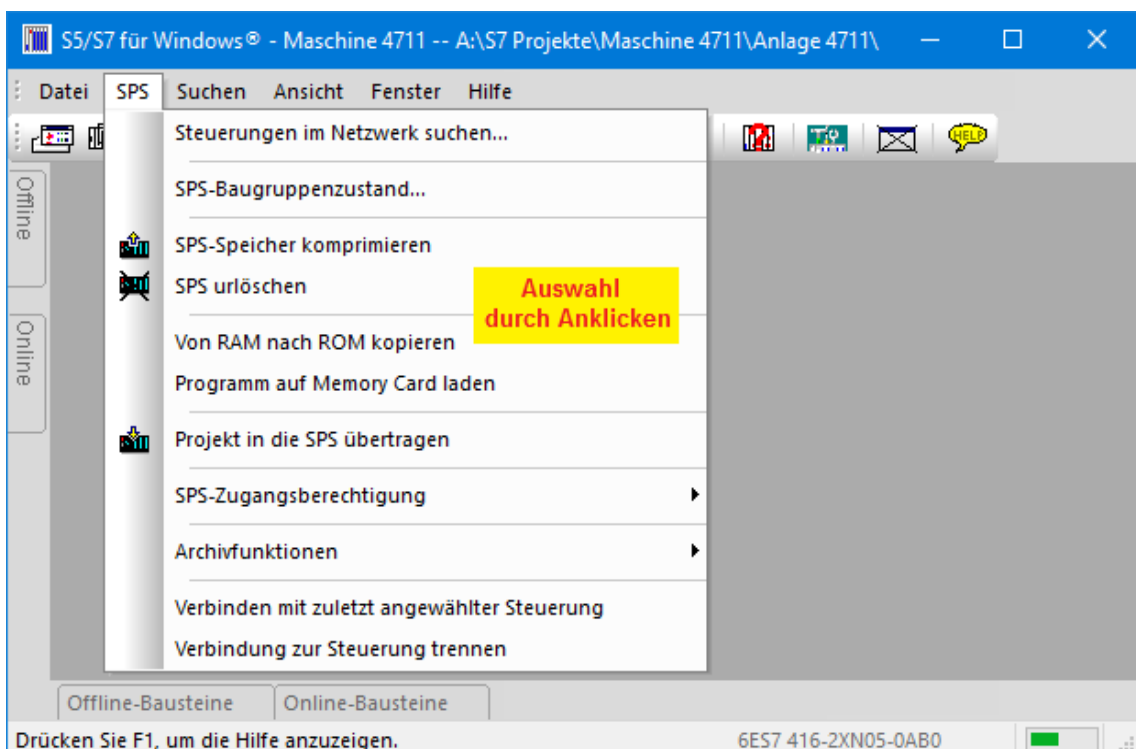 S5/S7 für Windows® - Maschine 4711 -- A:\S7 Projekte\Maschine 4711\Anlage 4711\
Datei SPS Suchen Ansicht Fenster Hilfe
HELP
Steuerungen im Netzwerk suchen...
SPS-Baugruppenzustand...
SPS-Speicher komprimieren
SPS urlöschen
Von RAM nach ROM kopieren
Programm auf Memory Card laden
Projekt in die SPS übertragen
SPS-Zugangsberechtigung
Archivfunktionen
Verbinden mit zuletzt angewählter Steuerung
Verbindung zur Steuerung trennen
Auswahl
durch Anklicken
Offline
Online
Offline-Bausteine Online-Bausteine
Drücken Sie F1, um die Hilfe anzuzeigen. 6ES7 416-2XN05-0AB0